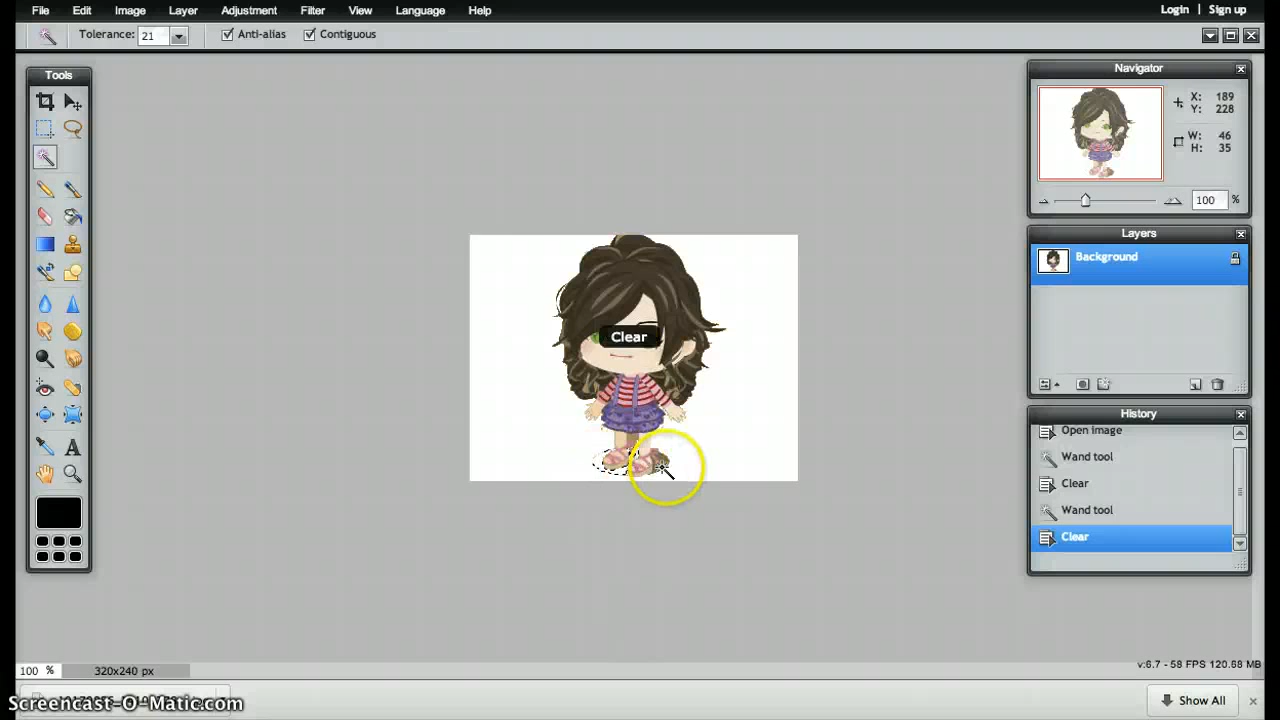 File Edit Image Layer Adjustment Filter View Language Help Login Sign up
Tolerance: 21 Anti-alias Contiguous
Tools
Navigator
X: 189
Y: 228
W: 46
H: 35
100 %
Layers
Background
Clear
History
Open image
Wand tool
Clear
Wand tool
Clear
100 % 320x240 px
v:6.7 - 58 FPS 120.68 MB
Screencast-O-Matic.com
Show All